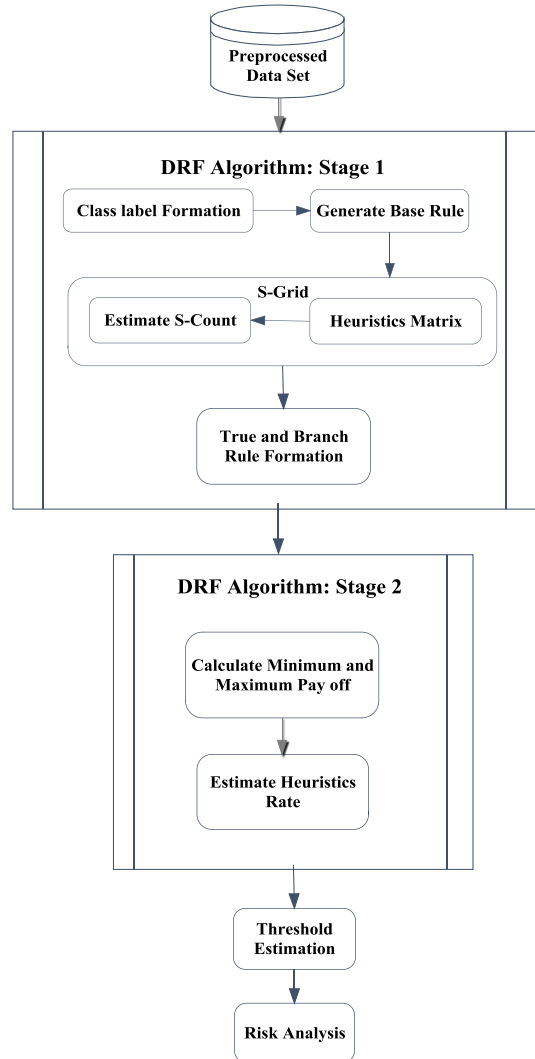 Preprocessed
Data Set
DRF Algorithm: Stage 1
Class label Formation
Generate Base Rule
S-Grid
Estimate S-Count
Heuristics Matrix
True and Branch
Rule Formation
DRF Algorithm: Stage 2
Calculate Minimum and
Maximum Pay off
Estimate Heuristics
Rate
Threshold
Estimation
Risk Analysis